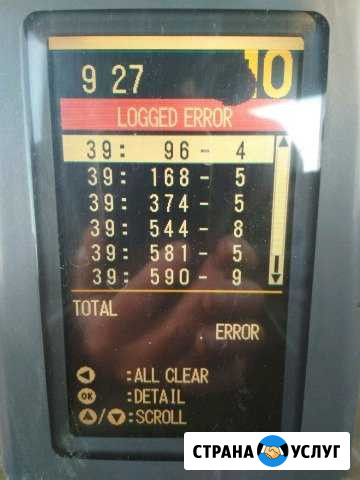 9 27 10
LOGGED ERROR
39: 96- 4
39: 168- 5
39: 374- 5
39: 544- 8
39: 581- 5
39: 590- 9
TOTAL
ERROR
:ALL CLEAR
OK :DETAIL
/ :SCROLL
СТРАНА УСЛУГ